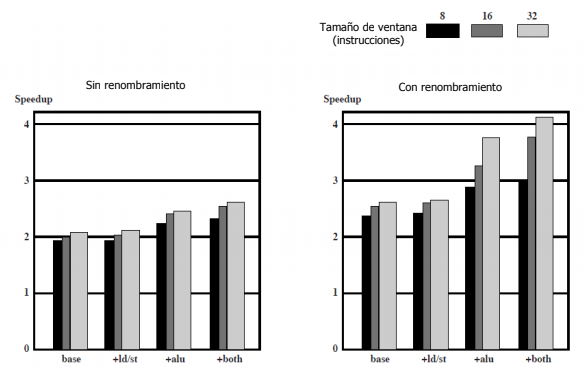 8 16 32
Tamaño de ventana
(instrucciones)
Sin renombramiento
Speedup
4
3
2
1
0
base +ld/st +alu +both
Con renombramiento
Speedup
4
3
2
1
0
base +ld/st +alu +both